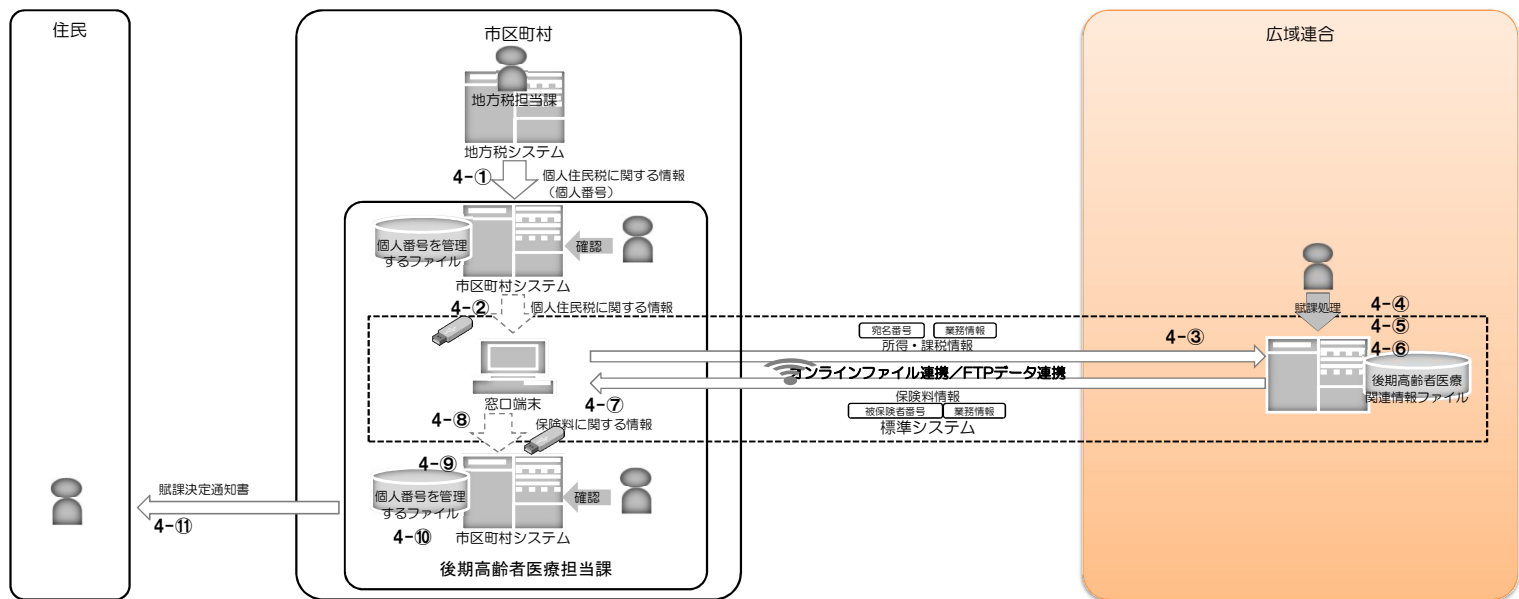 住民
市区町村
広域連合
地方税担当課
地方税システム
4-①
個人住民税に関する情報
（個人番号）
個人番号を管理
するファイル
確認
市区町村システム
4-②
個人住民税に関する情報
賦課処理
4-④
4-⑤
4-⑥
宛名番号
業務情報
所得・課税情報
4-③
オンラインファイル連携／FTPデータ連携
後期高齢者医療
関連情報ファイル
窓口端末
4-⑦
保険料情報
被保険者番号
業務情報
標準システム
4-⑧
保険料に関する情報
4-⑨
個人番号を管理
するファイル
確認
4-⑩
市区町村システム
後期高齢者医療担当課
賦課決定通知書
4-⑪